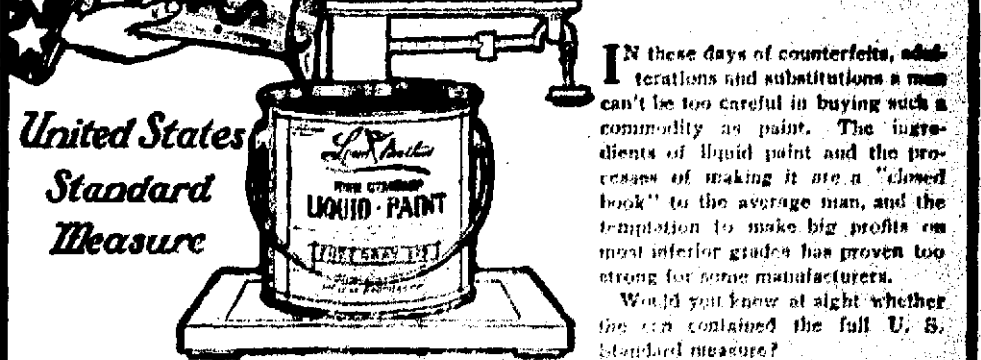 United States
Standard
Measure
Lowe Brothers
HIGH STANDARD
LIQUID · PAINT
IN these days of counterfeits, adul-
terations and substitutions a man
can't be too careful in buying such a
commodity as paint. The ingre-
dients of liquid paint and the pro-
cesses of making it are a "closed
book" to the average man, and the
temptation to make big profits on
most inferior grades has proven too
strong for some manufacturers.
Would you know at sight whether
the can contained the full U. S.
Standard measure?